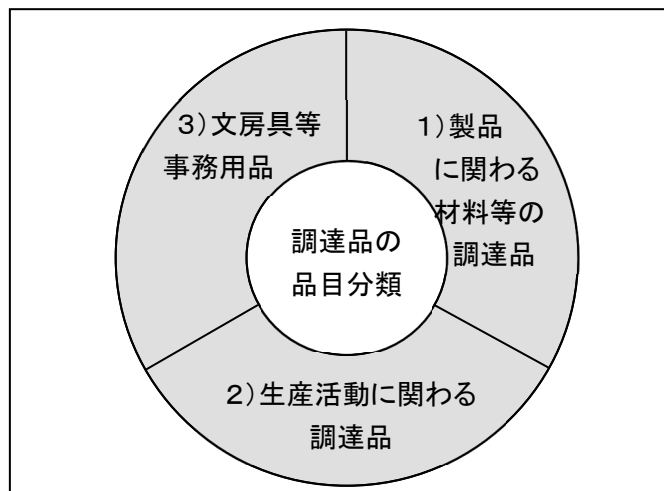 調達品の
品目分類
1）製品
に関わる
材料等の
調達品
2）生産活動に関わる
調達品
3）文房具等
事務用品